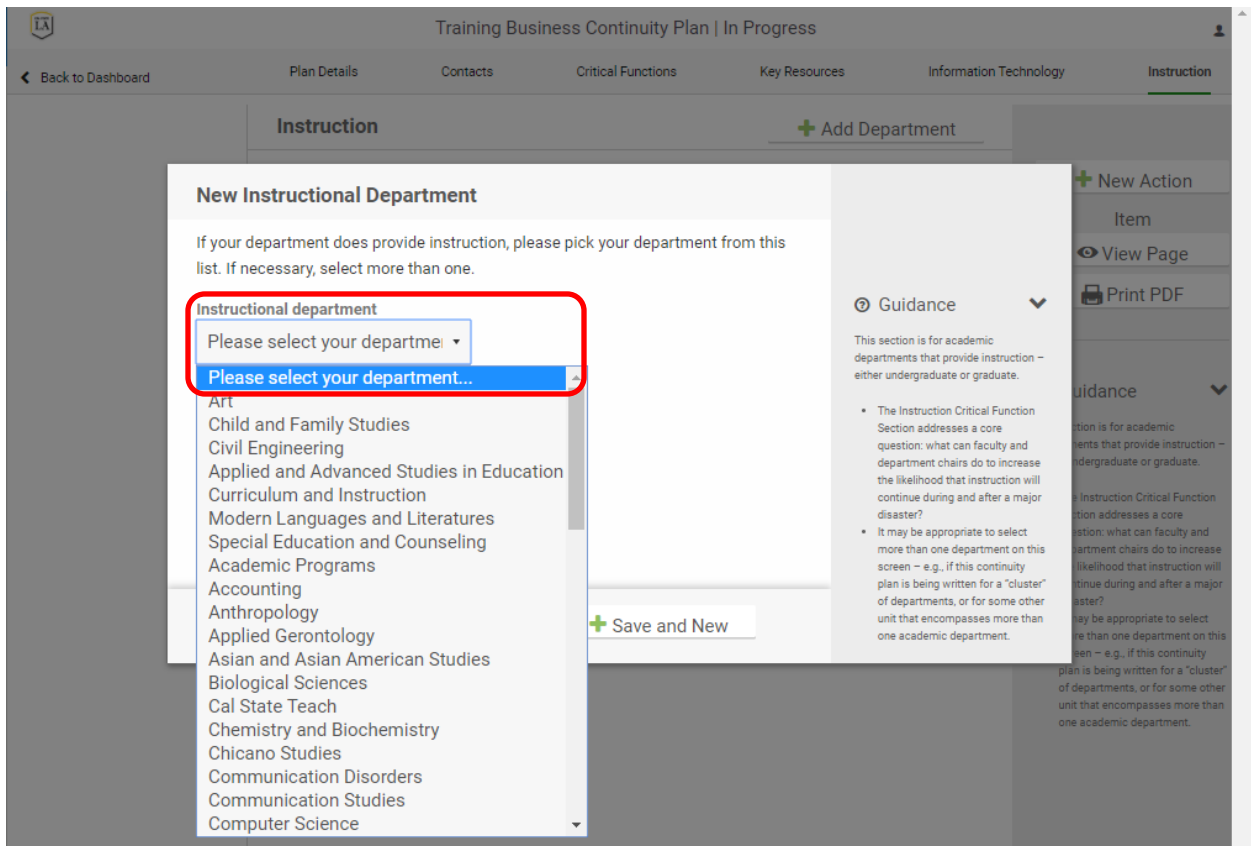 LA
Training Business Continuity Plan | In Progress
Back to Dashboard
Plan Details
Contacts
Critical Functions
Key Resources
Information Technology
Instruction
Instruction
Add Department
New Action
Item
View Page
Print PDF
New Instructional Department
If your department does provide instruction, please pick your department from this
list. If necessary, select more than one.
Instructional department
Please select your departme
Please select your department...
Art
Child and Family Studies
Civil Engineering
Applied and Advanced Studies in Education
Curriculum and Instruction
Modern Languages and Literatures
Special Education and Counseling
Academic Programs
Accounting
Anthropology
Applied Gerontology
Asian and Asian American Studies
Biological Sciences
Cal State Teach
Chemistry and Biochemistry
Chicano Studies
Communication Disorders
Communication Studies
Computer Science
Save and New
Guidance
This section is for academic
departments that provide instruction –
either undergraduate or graduate.
• The Instruction Critical Function
Section addresses a core
question: what can faculty and
department chairs do to increase
the likelihood that instruction will
continue during and after a major
disaster?
• It may be appropriate to select
more than one department on this
screen – e.g., if this continuity
plan is being written for a "cluster"
of departments, or for some other
unit that encompasses more than
one academic department.
uidance
ction is for academic
ments that provide instruction –
ndergraduate or graduate.
e Instruction Critical Function
ction addresses a core
estion: what can faculty and
partment chairs do to increase
likelihood that instruction will
ntinue during and after a major
aster?
ay be appropriate to select
re than one department on this
een – e.g., if this continuity
plan is being written for a "cluster"
of departments, or for some other
unit that encompasses more than
one academic department.